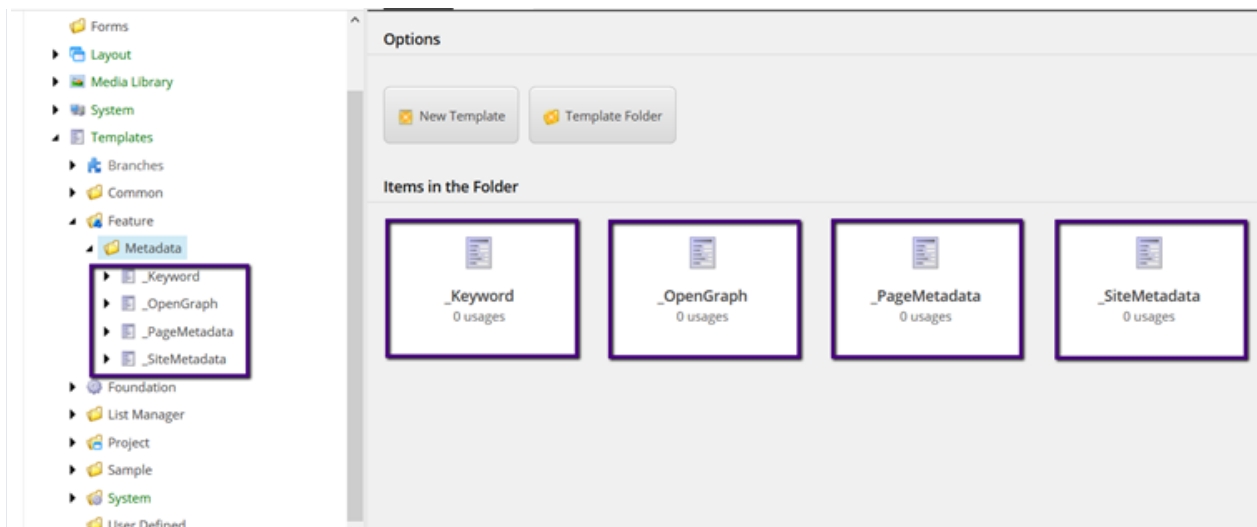 Forms
Layout
Media Library
System
Templates
Branches
Common
Feature
Metadata
_Keyword
_OpenGraph
_PageMetadata
_SiteMetadata
Foundation
List Manager
Project
Sample
System
User Defined
Options
New Template
Template Folder
Items in the Folder
_Keyword
0 usages
_OpenGraph
0 usages
_PageMetadata
0 usages
_SiteMetadata
0 usages